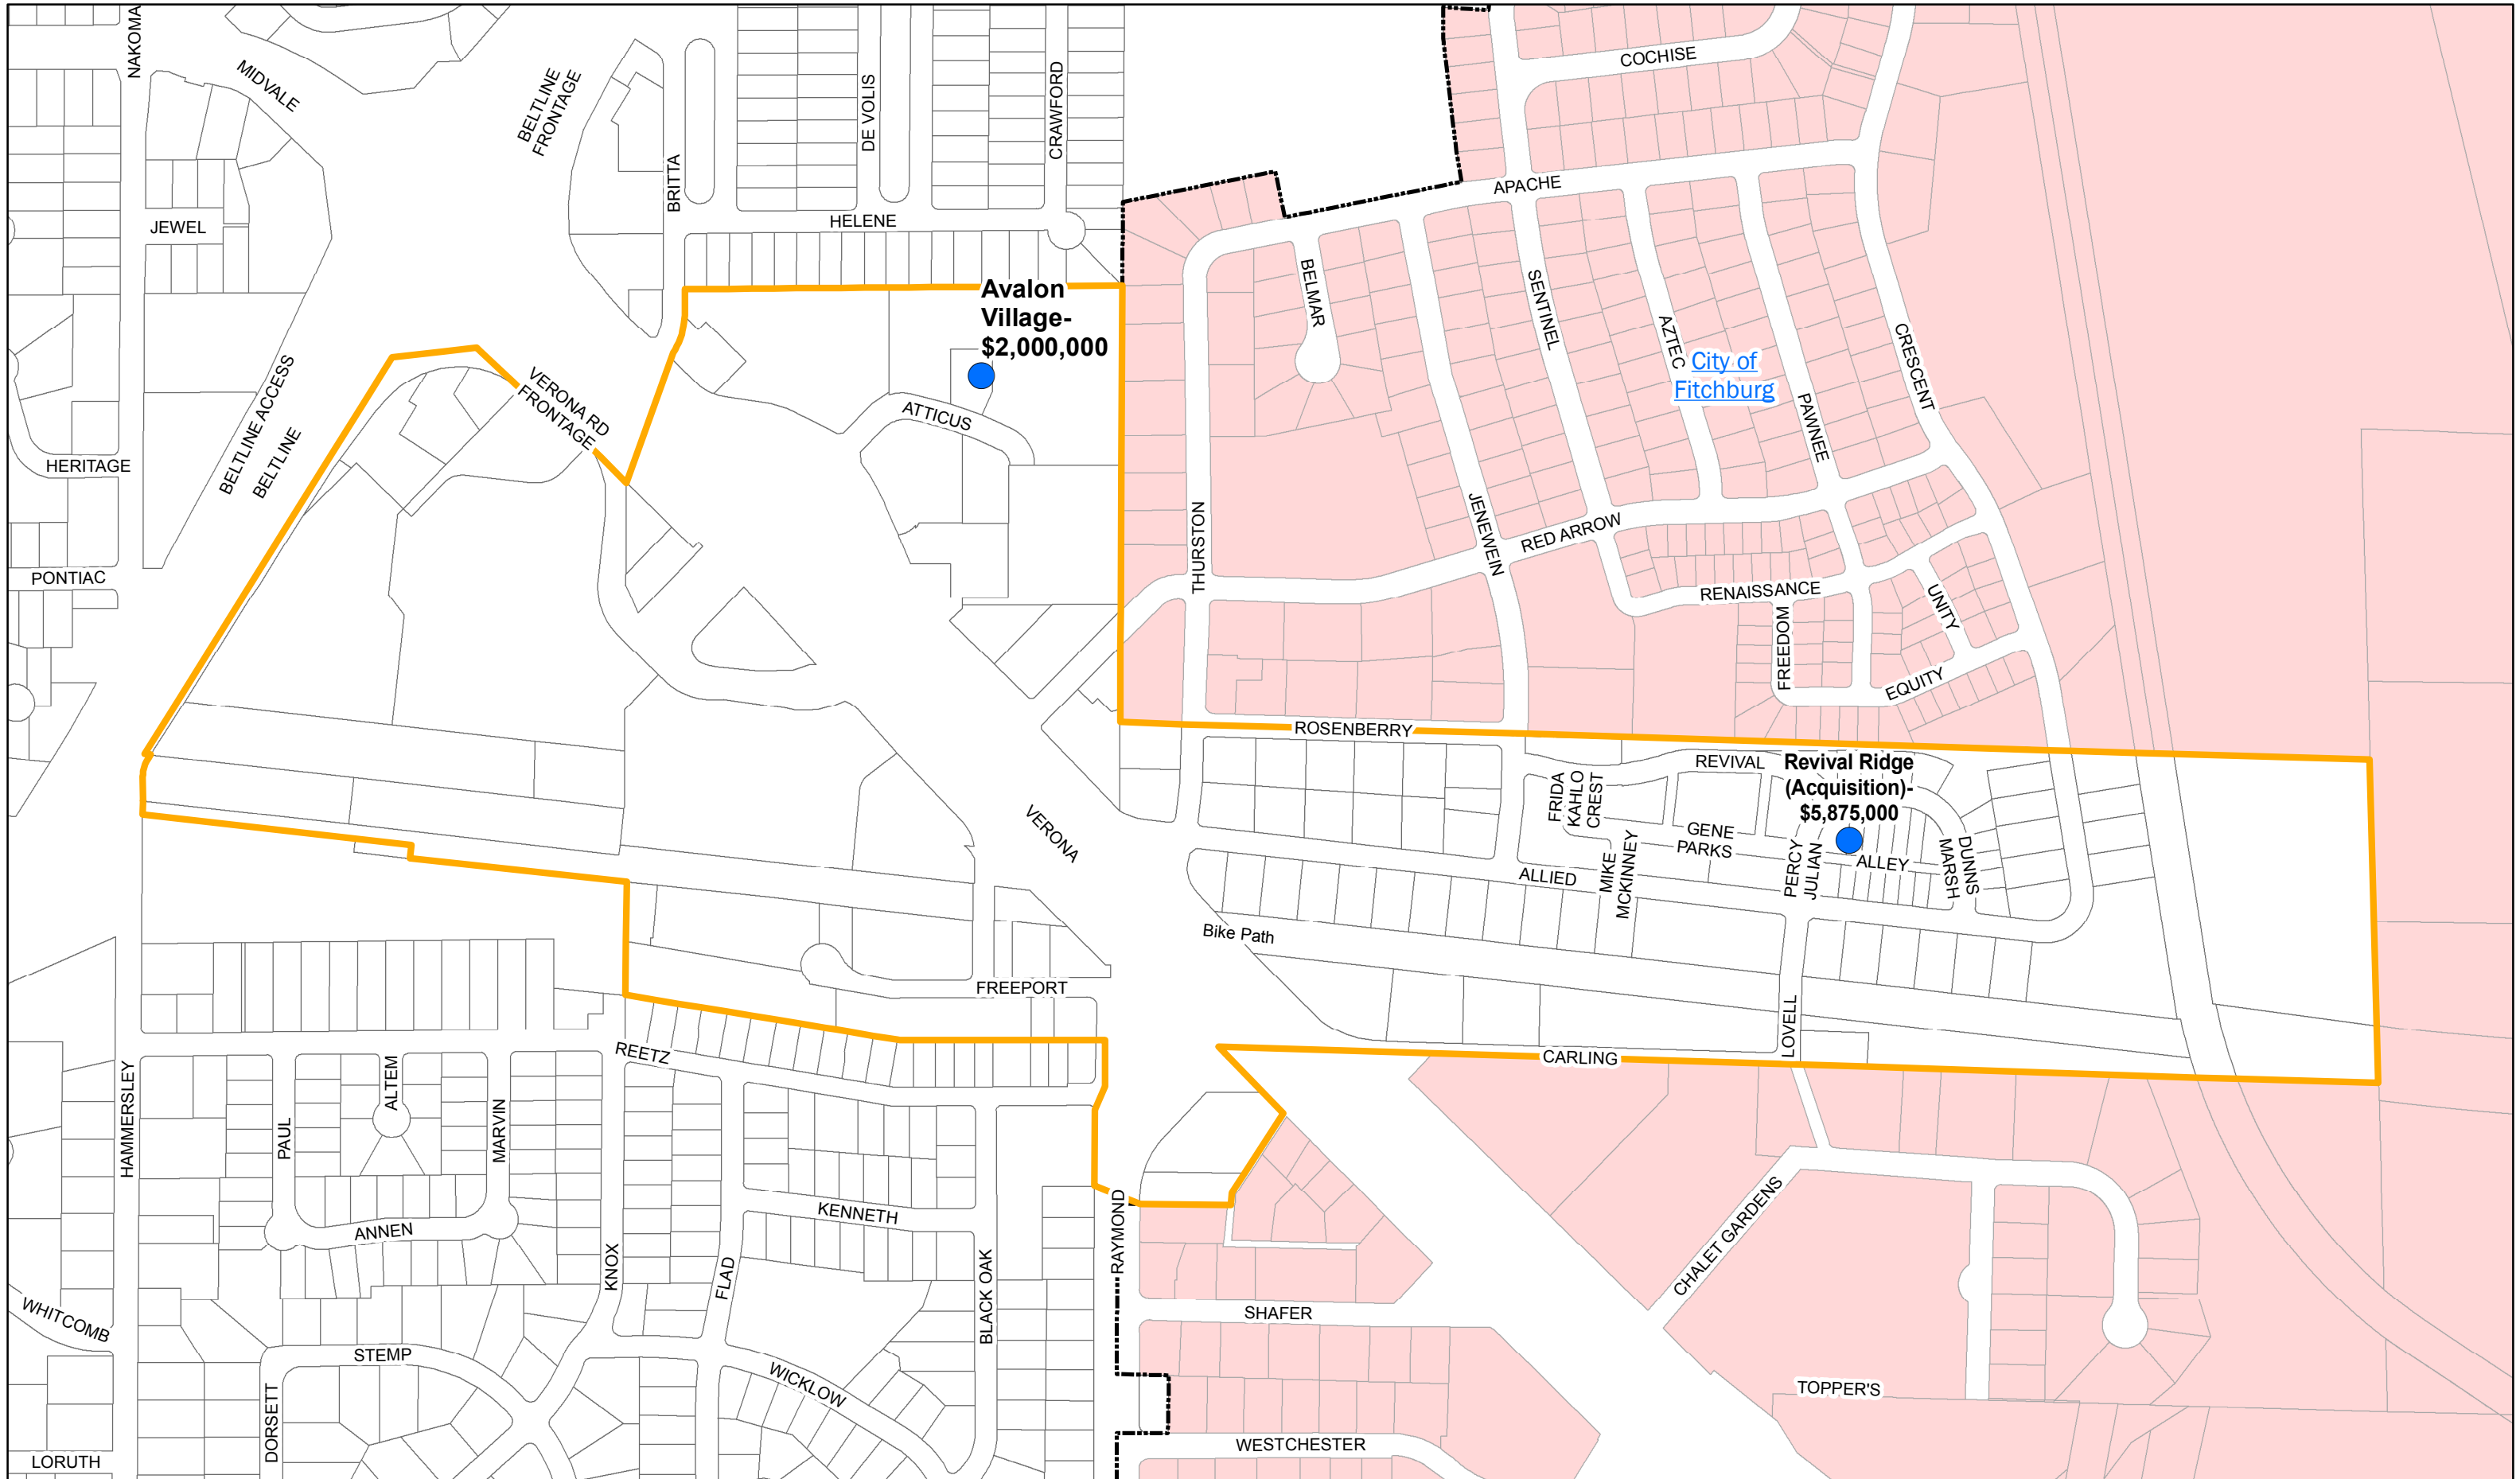 NAKOMA
MIDVALE
BELTLINE
FRONTAGE
BRITTA
DE VOLIS
CRAWFORD
COCHISE
APACHE
JEWEL
HELENE
Avalon
Village-
$2,000,000
BELMAR
SENTINEL
AZTEC
City of
Fitchburg
PAWNEE
CRESCENT
VERONA RD
FRONTAGE
ATTICUS
BELTLINE ACCESS
BELTLINE
HERITAGE
PONTIAC
THURSTON
JENEWEIN
RED ARROW
RENAISSANCE
FREEDOM
UNITY
EQUITY
ROSENBERRY
REVIVAL
Revival Ridge
(Acquisition)-
$5,875,000
FRIDA
KAHLO
CREST
GENE
PARKS
MIKE
MCKINNEY
PERCY
JULIAN
ALLEY
DUNNS
MARSH
VERONA
ALLIED
Bike Path
FREEPORT
LOVELL
CARLING
REETZ
HAMMERSLEY
PAUL
ALTEM
MARVIN
ANNEN
KNOX
FLAD
KENNETH
BLACK OAK
RAYMOND
CHALET GARDENS
WHITCOMB
STEMP
DORSETT
WICKLOW
SHAFER
TOPPER'S
LORUTH
WESTCHESTER